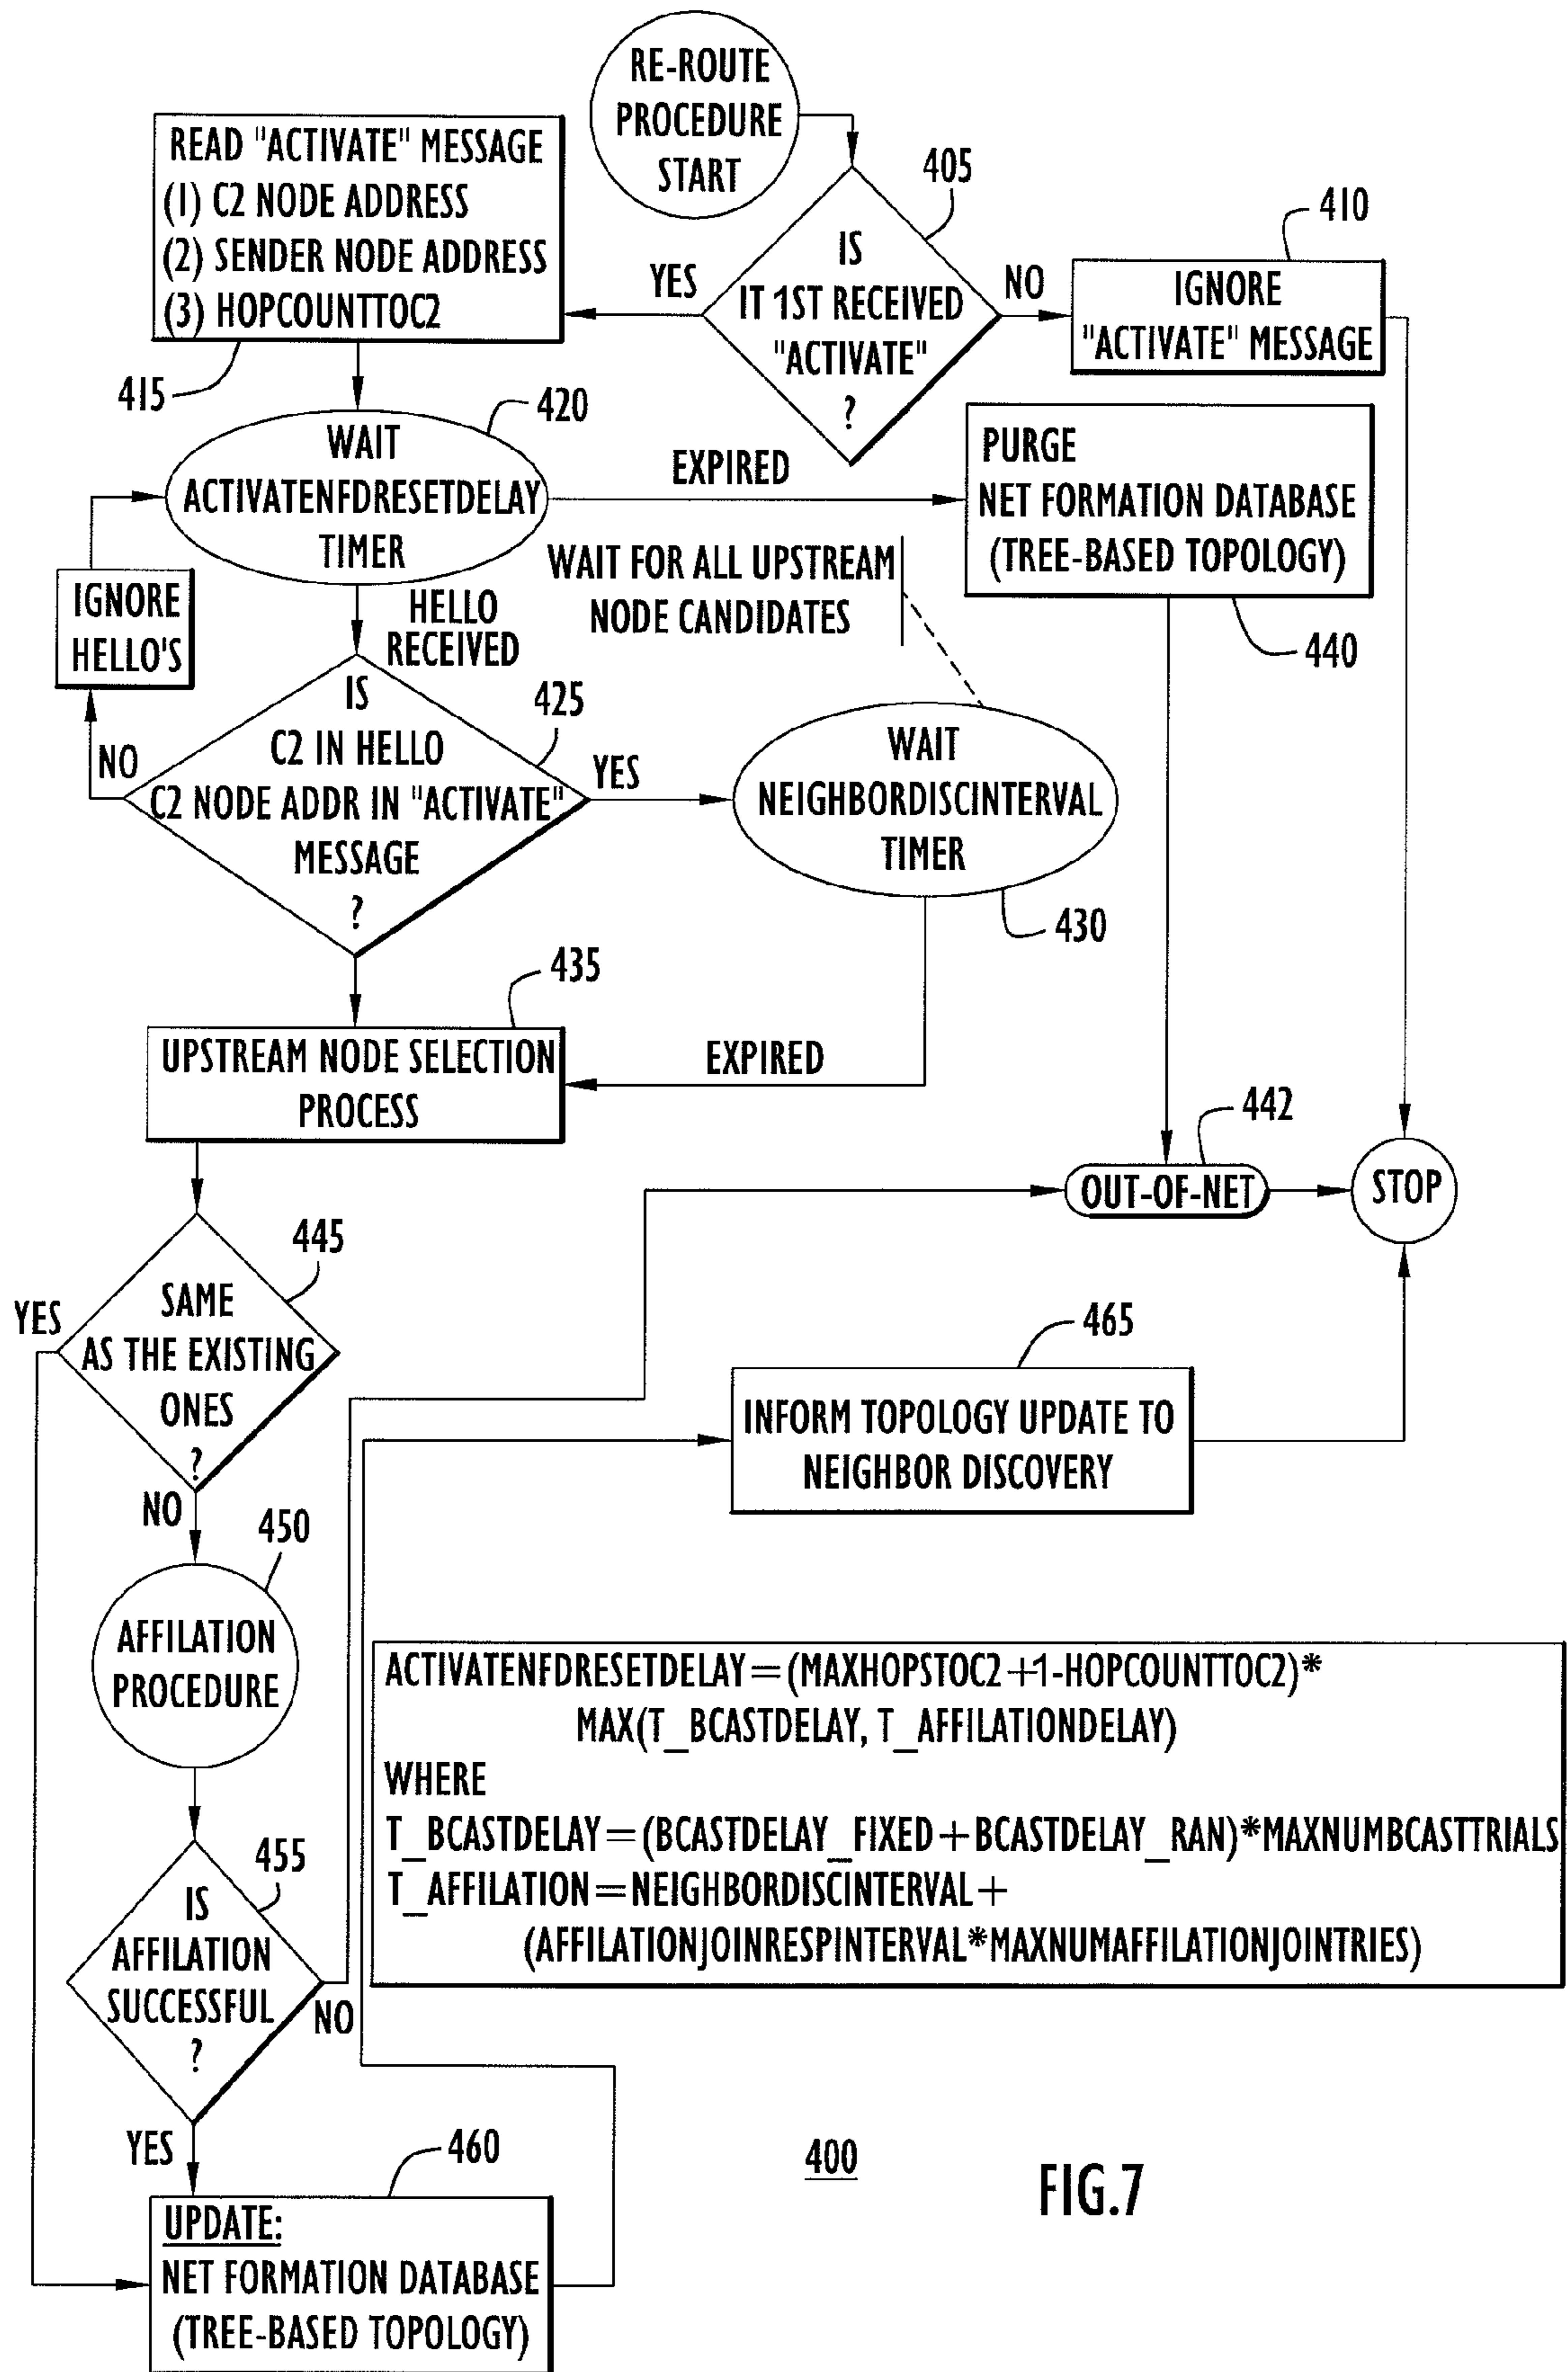 RE-ROUTE
PROCEDURE
START
READ "ACTIVATE" MESSAGE
(1) C2 NODE ADDRESS
(2) SENDER NODE ADDRESS
(3) HOPCOUNTTOC2
415
405
IS
IT 1ST RECEIVED
"ACTIVATE"
?
YES
NO
410
IGNORE
"ACTIVATE" MESSAGE
420
WAIT
ACTIVATENFDRESETDELAY
TIMER
EXPIRED
PURGE
NET FORMATION DATABASE
(TREE-BASED TOPOLOGY)
440
IGNORE
HELLO'S
HELLO
RECEIVED
WAIT FOR ALL UPSTREAM
NODE CANDIDATES
425
IS
C2 IN HELLO
C2 NODE ADDR IN "ACTIVATE"
MESSAGE
?
NO
YES
WAIT
NEIGHBORDISCINTERVAL
TIMER
430
435
UPSTREAM NODE SELECTION
PROCESS
EXPIRED
442
OUT-OF-NET
STOP
445
YES
SAME
AS THE EXISTING
ONES
?
NO
465
INFORM TOPOLOGY UPDATE TO
NEIGHBOR DISCOVERY
450
AFFILATION
PROCEDURE
ACTIVATENFDRESETDELAY=(MAXHOPSTOC2+1-HOPCOUNTTOC2)*
MAX(T_BCASTDELAY, T_AFFILATIONDELAY)
WHERE
T_BCASTDELAY=(BCASTDELAY_FIXED+BCASTDELAY_RAN)*MAXNUMBCASTTRIALS
T_AFFILATION=NEIGHBORDISCINTERVAL+
(AFFILATIONJOINRESPINTERVAL*MAXNUMAFFILATIONJOINTRIES)
455
IS
AFFILATION
SUCCESSFUL
?
NO
YES
460
UPDATE:
NET FORMATION DATABASE
(TREE-BASED TOPOLOGY)
400
FIG.7